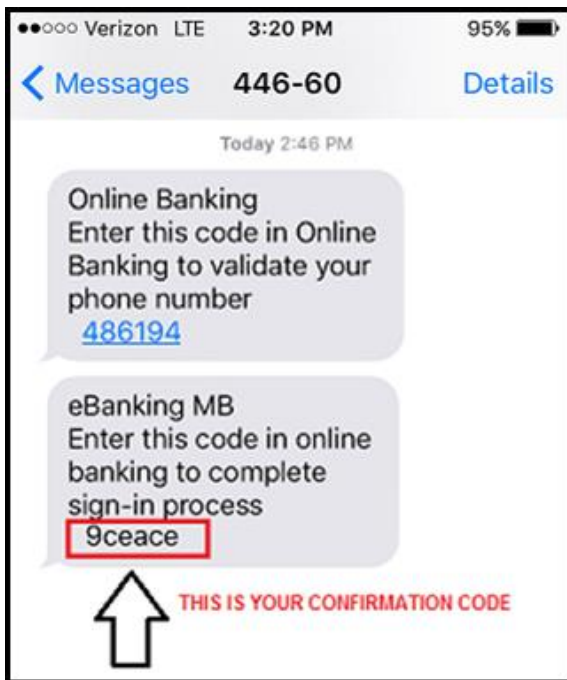 Verizon LTE 3:20 PM 95%
Messages 446-60 Details
Today 2:46 PM
Online Banking
Enter this code in Online
Banking to validate your
phone number
486194
eBanking MB
Enter this code in online
banking to complete
sign-in process
9ceace
THIS IS YOUR CONFIRMATION CODE